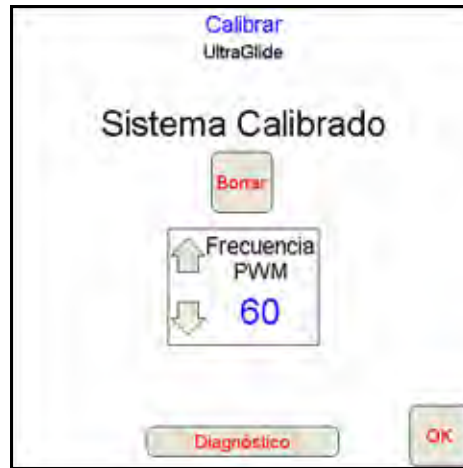 Calibrar
UltraGlide
Sistema Calibrado
Borrar
Frecuencia
PWM
60
Diagnóstico
OK